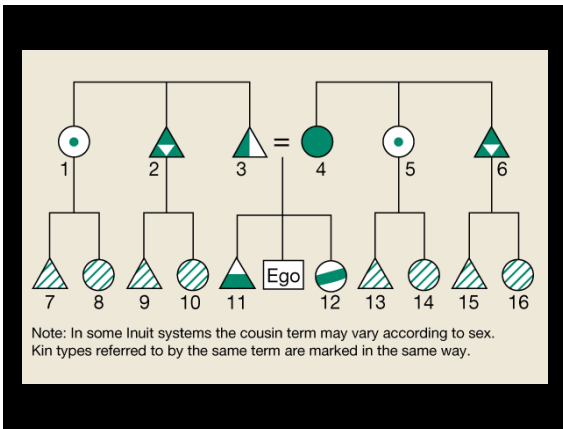 1 2 3 = 4 5 6
7 8 9 10 11 Ego 12 13 14 15 16
Note: In some Inuit systems the cousin term may vary according to sex.
Kin types referred to by the same term are marked in the same way.